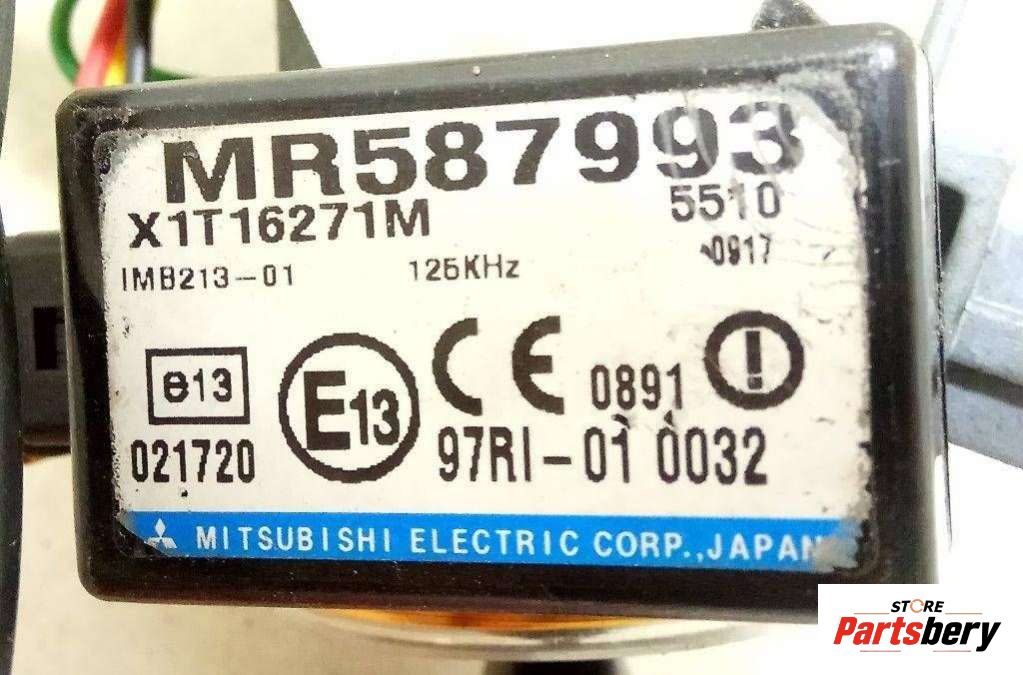 MR587993
X1T16271M 5510
IMB213-01 125KHz 0917
e13 E13 CE 0891
021720 97RI-01 0032
MITSUBISHI ELECTRIC CORP.,JAPAN
STORE
Partsbery